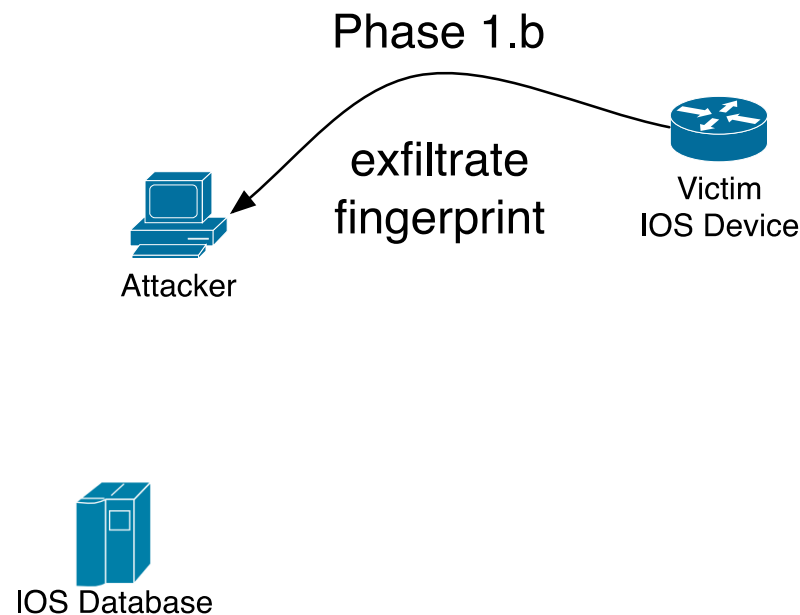 Phase 1.b
exfiltrate
fingerprint
Victim
IOS Device
Attacker
IOS Database